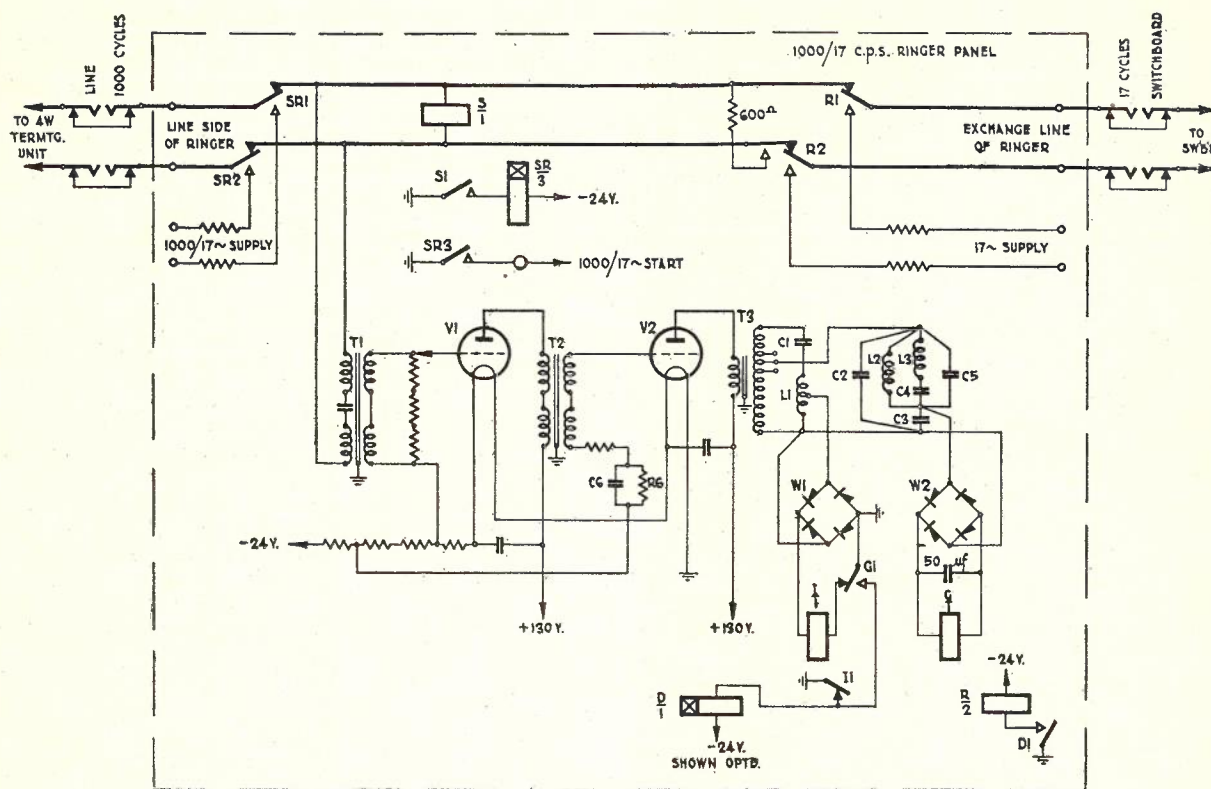 1000/17 C.P.S. RINGER PANEL
LINE
1000 CYCLES
17 CYCLES
SWITCHBOARD
TO 4W
TERMTG.
UNIT
LINE SIDE
OF RINGER
SR1
SR2
S
1
600Ω
R1
R2
EXCHANGE LINE
OF RINGER
TO
SWBD
S1
SR
3
-24V.
SR3
1000/17~ START
1000/17~ SUPPLY
17~ SUPPLY
T1
V1
T2
V2
T3
C1
L1
C2
L2
L3
C4
C5
C3
C6
R6
W1
W2
-24V.
+130V.
+130V.
G1
50 µf
I
G
I1
D
1
-24V.
SHOWN OPTD.
-24V.
R
2
D1